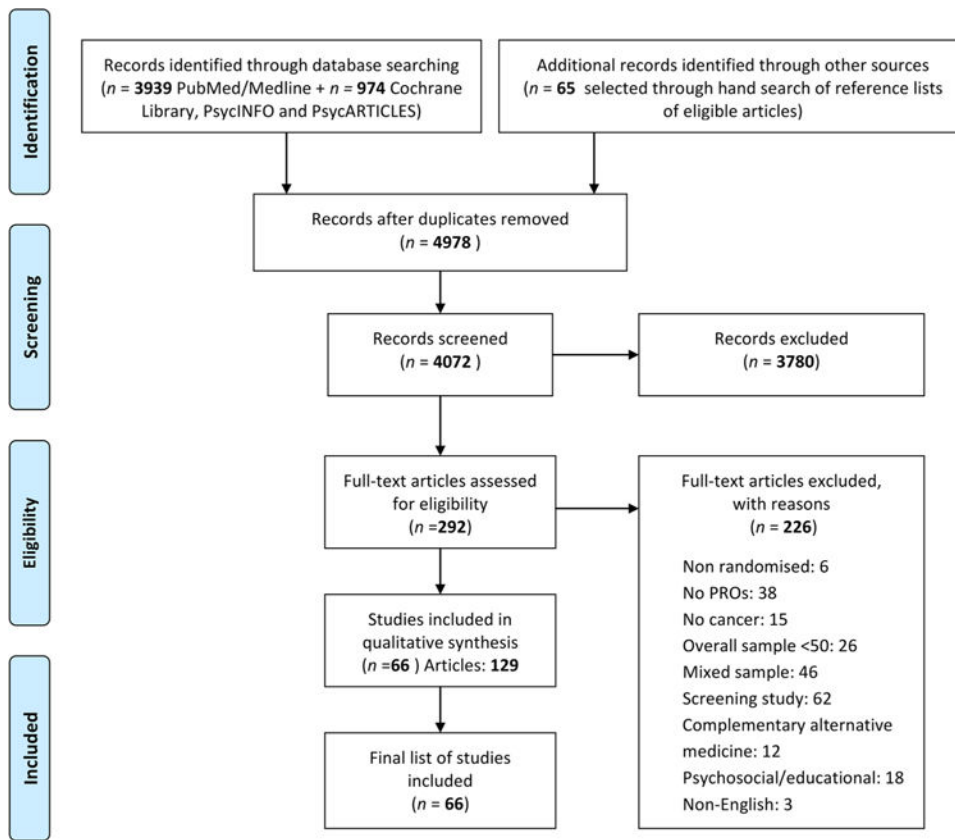 Identification
Records identified through database searching
(n = 3939 PubMed/Medline + n = 974 Cochrane
Library, PsycINFO and PsycARTICLES)
Additional records identified through other sources
(n = 65 selected through hand search of reference lists
of eligible articles)
Records after duplicates removed
(n = 4978 )
Screening
Records screened
(n = 4072 )
Records excluded
(n = 3780)
Eligibility
Full-text articles assessed
for eligibility
(n =292)
Full-text articles excluded,
with reasons
(n = 226)
Non randomised: 6
No PROs: 38
No cancer: 15
Overall sample <50: 26
Mixed sample: 46
Screening study: 62
Complementary alternative
medicine: 12
Psychosocial/educational: 18
Non-English: 3
Studies included in
qualitative synthesis
(n =66 ) Articles: 129
Included
Final list of studies
included
(n = 66)